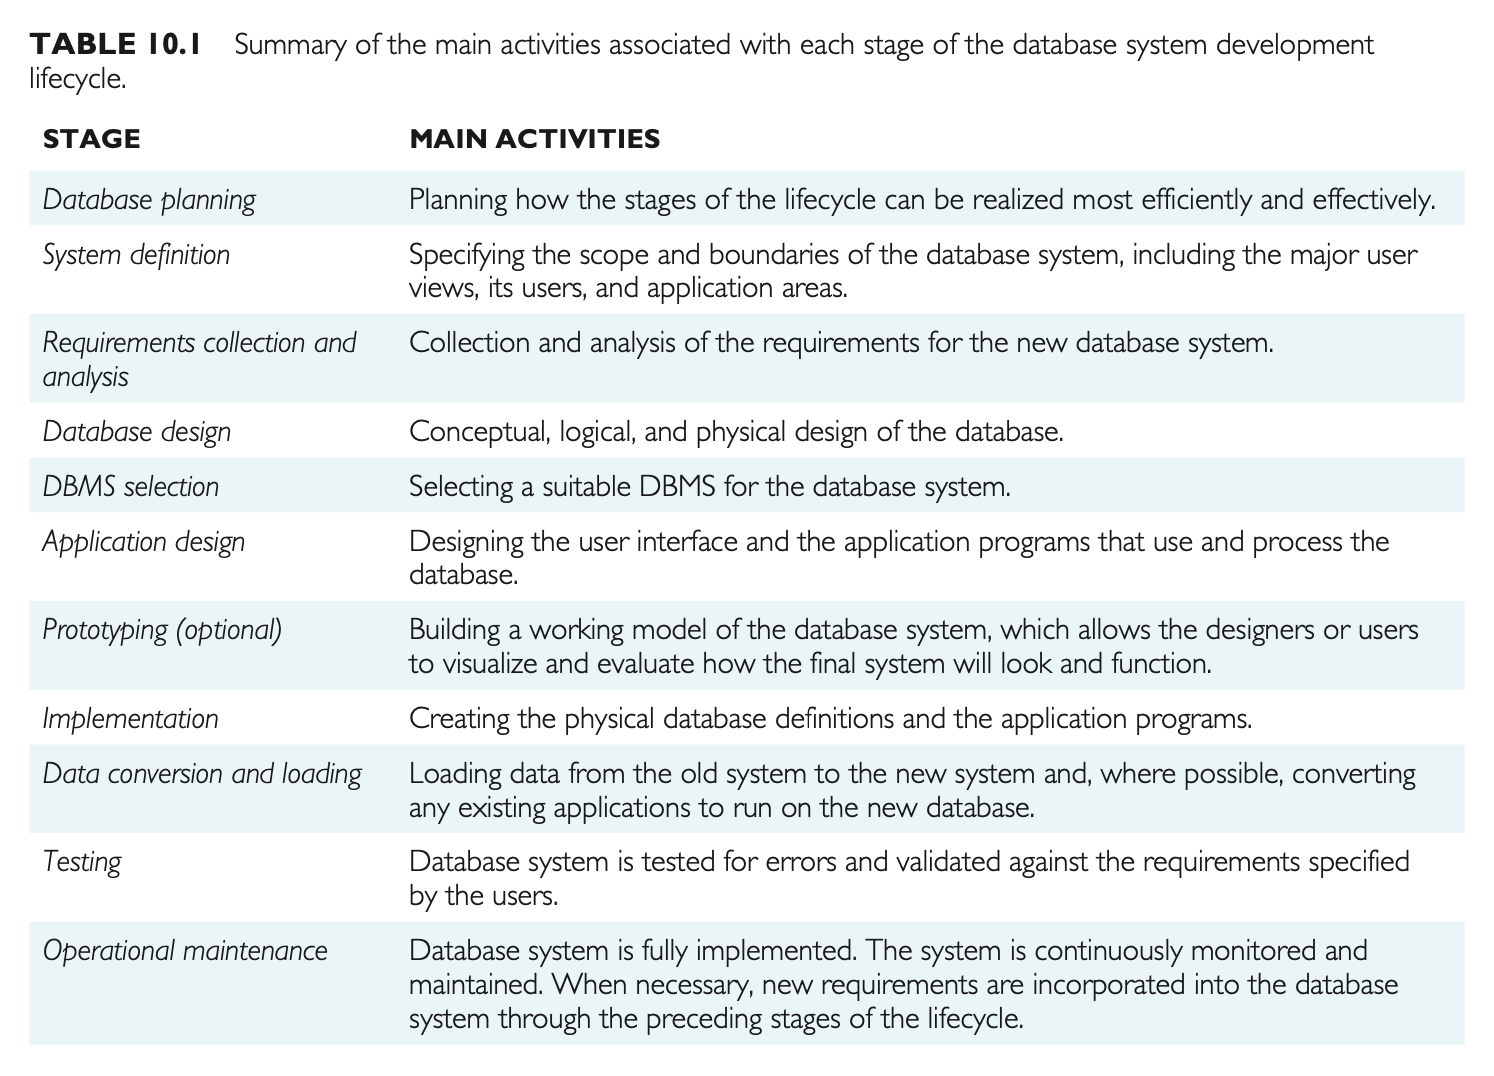 TABLE 10.1 Summary of the main activities associated with each stage of the database system development
lifecycle.
STAGE MAIN ACTIVITIES
Database planning Planning how the stages of the lifecycle can be realized most efficiently and effectively.
System definition Specifying the scope and boundaries of the database system, including the major user
views, its users, and application areas.
Requirements collection and Collection and analysis of the requirements for the new database system.
analysis
Database design Conceptual, logical, and physical design of the database.
DBMS selection Selecting a suitable DBMS for the database system.
Application design Designing the user interface and the application programs that use and process the
database.
Prototyping (optional) Building a working model of the database system, which allows the designers or users
to visualize and evaluate how the final system will look and function.
Implementation Creating the physical database definitions and the application programs.
Data conversion and loading Loading data from the old system to the new system and, where possible, converting
any existing applications to run on the new database.
Testing Database system is tested for errors and validated against the requirements specified
by the users.
Operational maintenance Database system is fully implemented. The system is continuously monitored and
maintained. When necessary, new requirements are incorporated into the database
system through the preceding stages of the lifecycle.